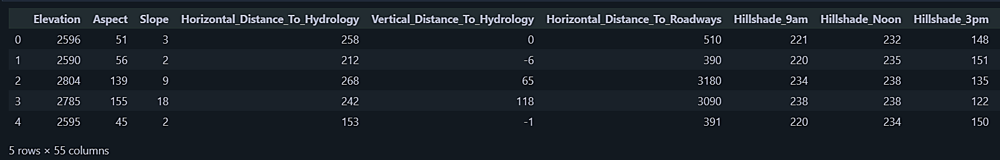 Elevation Aspect Slope Horizontal_Distance_To_Hydrology Vertical_Distance_To_Hydrology Horizontal_Distance_To_Roadways Hillshade_9am Hillshade_Noon Hillshade_3pm
0 2596 51 3 258 0 510 221 232 148
1 2590 56 2 212 -6 390 220 235 151
2 2804 139 9 268 65 3180 234 238 135
3 2785 155 18 242 118 3090 238 238 122
4 2595 45 2 153 -1 391 220 234 150
5 rows × 55 columns